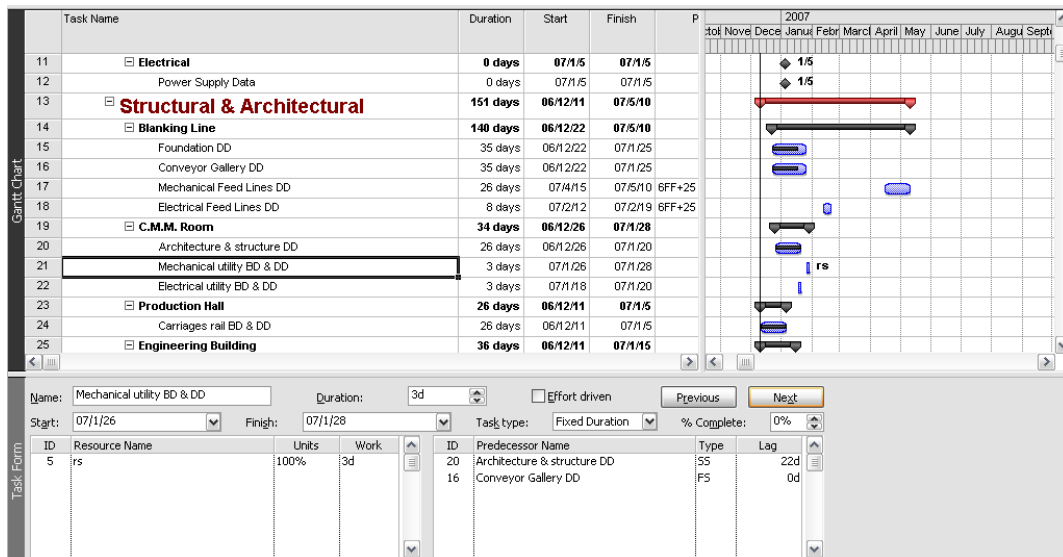 Task Name Duration Start Finish P 2007
Nove Dece Janua Febr Marcl April May June July Augu Septe
11 Electrical 0 days 07/1/5 07/1/5 1/5
12 Power Supply Data 0 days 07/1/5 07/1/5 1/5
13 Structural & Architectural 151 days 06/12/11 07/5/10
14 Blanking Line 140 days 06/12/22 07/5/10
15 Foundation DD 35 days 06/12/22 07/1/25
16 Conveyor Gallery DD 35 days 06/12/22 07/1/25
17 Mechanical Feed Lines DD 26 days 07/4/15 07/5/10 6FF+25
18 Electrical Feed Lines DD 8 days 07/2/12 07/2/19 6FF+25
19 C.M.M. Room 34 days 06/12/26 07/1/28
20 Architecture & structure DD 26 days 06/12/26 07/1/20
21 Mechanical utility BD & DD 3 days 07/1/26 07/1/28 rs
22 Electrical utility BD & DD 3 days 07/1/18 07/1/20
23 Production Hall 26 days 06/12/11 07/1/5
24 Carriages rail BD & DD 26 days 06/12/11 07/1/5
25 Engineering Building 36 days 06/12/11 07/1/15
Gantt Chart
Name: Mechanical utility BD & DD Duration: 3d Effort driven Previous Next
Start: 07/1/26 Finish: 07/1/28 Task type: Fixed Duration % Complete: 0%
ID Resource Name Units Work ID Predecessor Name Type Lag
5 rs 100% 3d 20 Architecture & structure DD SS 22d
16 Conveyor Gallery DD FS 0d
Task Form